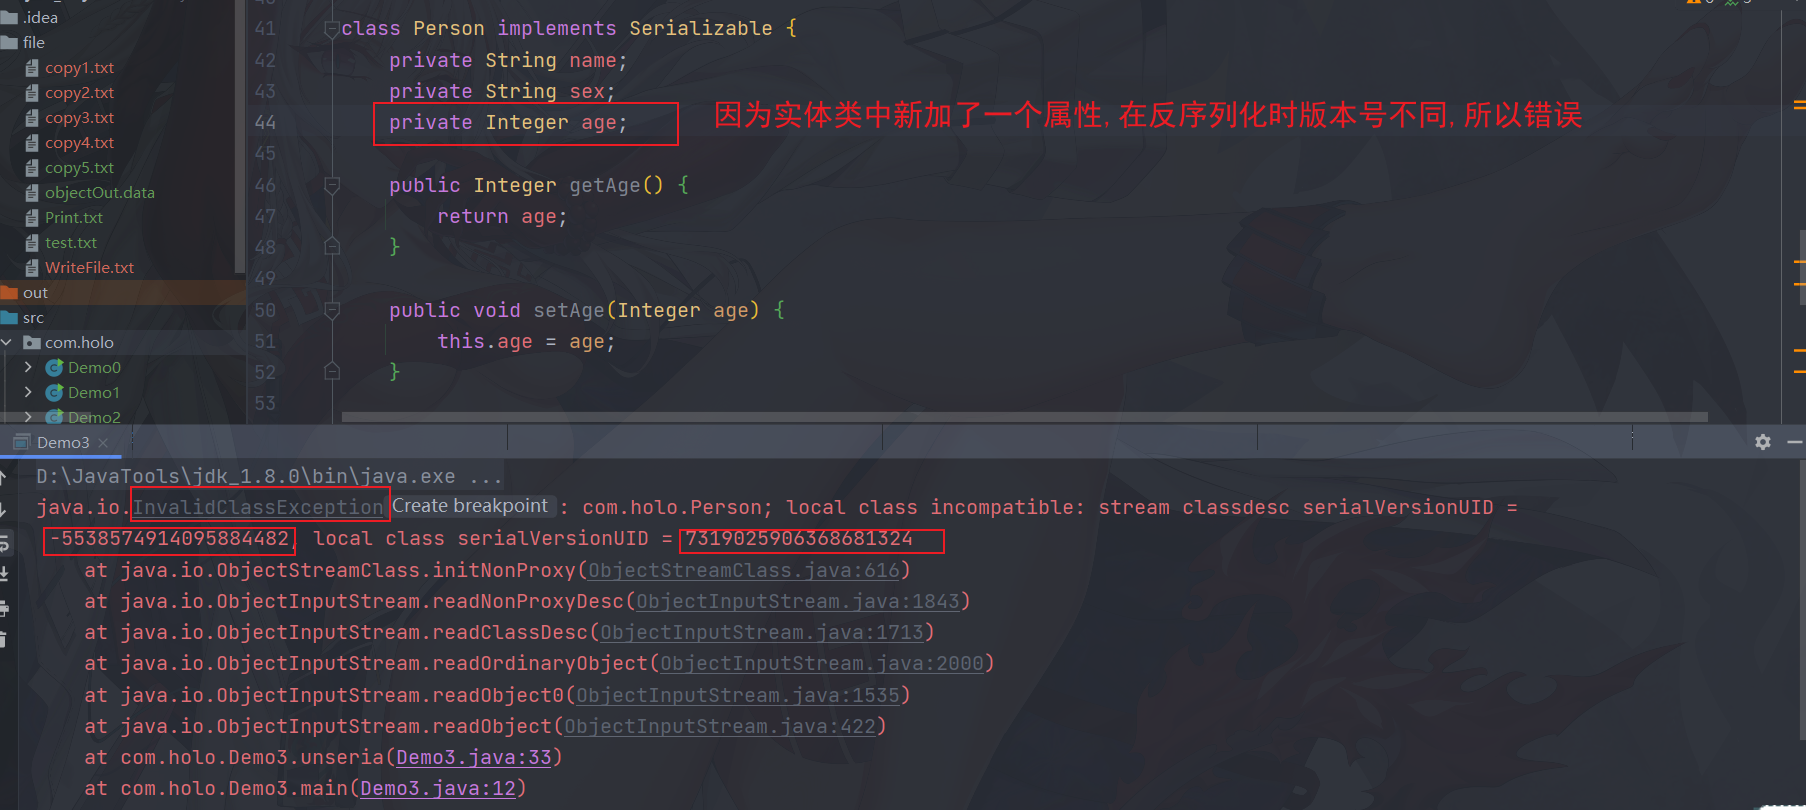 .idea
file
copy1.txt
copy2.txt
copy3.txt
copy4.txt
copy5.txt
objectOut.data
Print.txt
test.txt
WriteFile.txt
out
src
com.holo
Demo0
Demo1
Demo2
41 class Person implements Serializable {
42 private String name;
43 private String sex;
44 private Integer age; 因为实体类中新加了一个属性, 在反序列化时版本号不同, 所以错误
45
46 public Integer getAge() {
47 return age;
48 }
49
50 public void setAge(Integer age) {
51 this.age = age;
52 }
53
Demo3
D:\JavaTools\jdk_1.8.0\bin\java.exe ...
java.io.InvalidClassException Create breakpoint : com.holo.Person; local class incompatible: stream classdesc serialVersionUID =
-5538574914095884482, local class serialVersionUID = 7319025906368681324
at java.io.ObjectStreamClass.initNonProxy(ObjectStreamClass.java:616)
at java.io.ObjectInputStream.readNonProxyDesc(ObjectInputStream.java:1843)
at java.io.ObjectInputStream.readClassDesc(ObjectInputStream.java:1713)
at java.io.ObjectInputStream.readOrdinaryObject(ObjectInputStream.java:2000)
at java.io.ObjectInputStream.readObject0(ObjectInputStream.java:1535)
at java.io.ObjectInputStream.readObject(ObjectInputStream.java:422)
at com.holo.Demo3.unseria(Demo3.java:33)
at com.holo.Demo3.main(Demo3.java:12)